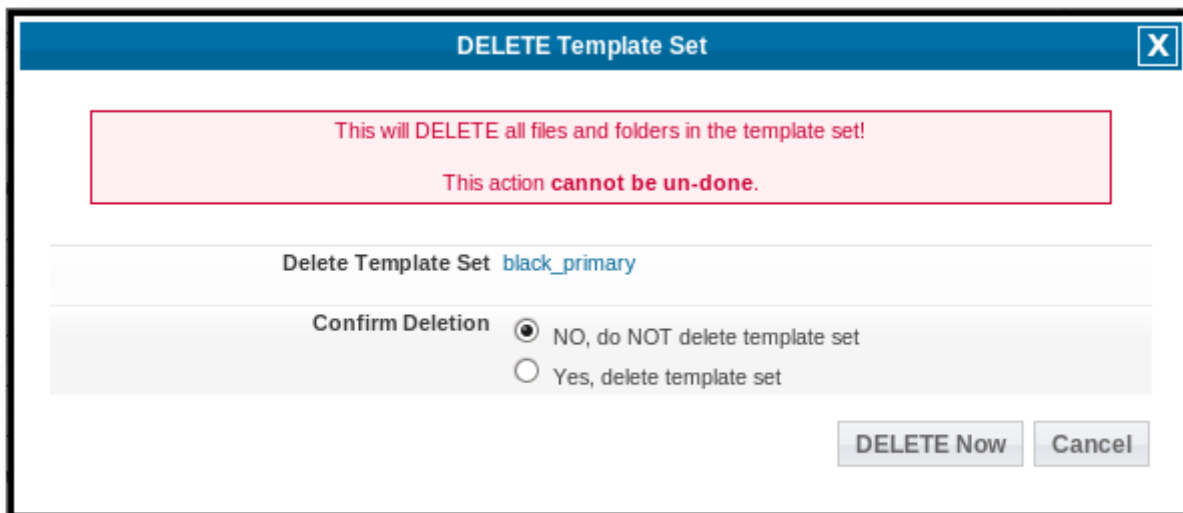 DELETE Template Set X
This will DELETE all files and folders in the template set!
This action cannot be un-done.
Delete Template Set black_primary
Confirm Deletion NO, do NOT delete template set
Yes, delete template set
DELETE Now Cancel